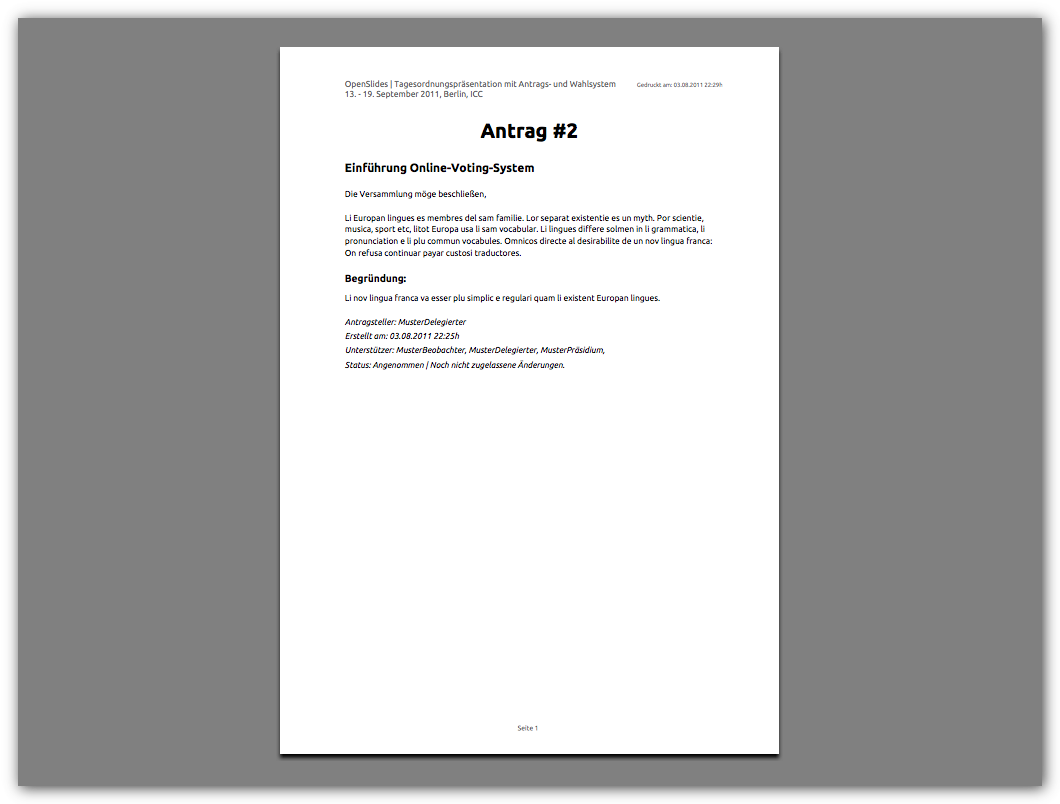 OpenSlides | Tagesordnungspräsentation mit Antrags- und Wahlsystem
Gedruckt am: 03.08.2011 22:29h
13. - 19. September 2011, Berlin, ICC
Antrag #2
Einführung Online-Voting-System
Die Versammlung möge beschließen,
Li Europan lingues es membres del sam familie. Lor separat existentie es un myth. Por scientie,
musica, sport etc, litot Europa usa li sam vocabular. Li lingues differe solmen in li grammatica, li
pronunciation e li plu commun vocabules. Omnicos directe al desirabilite de un nov lingua franca:
On refusa continuar payar custosi traductores.
Begründung:
Li nov lingua franca va esser plu simplic e regulari quam li existent Europan lingues.
Antragsteller: MusterDelegierter
Erstellt am: 03.08.2011 22:25h
Unterstützer: MusterBeobachter, MusterDelegierter, MusterPräsidium,
Status: Angenommen | Noch nicht zugelassene Änderungen.
Seite 1